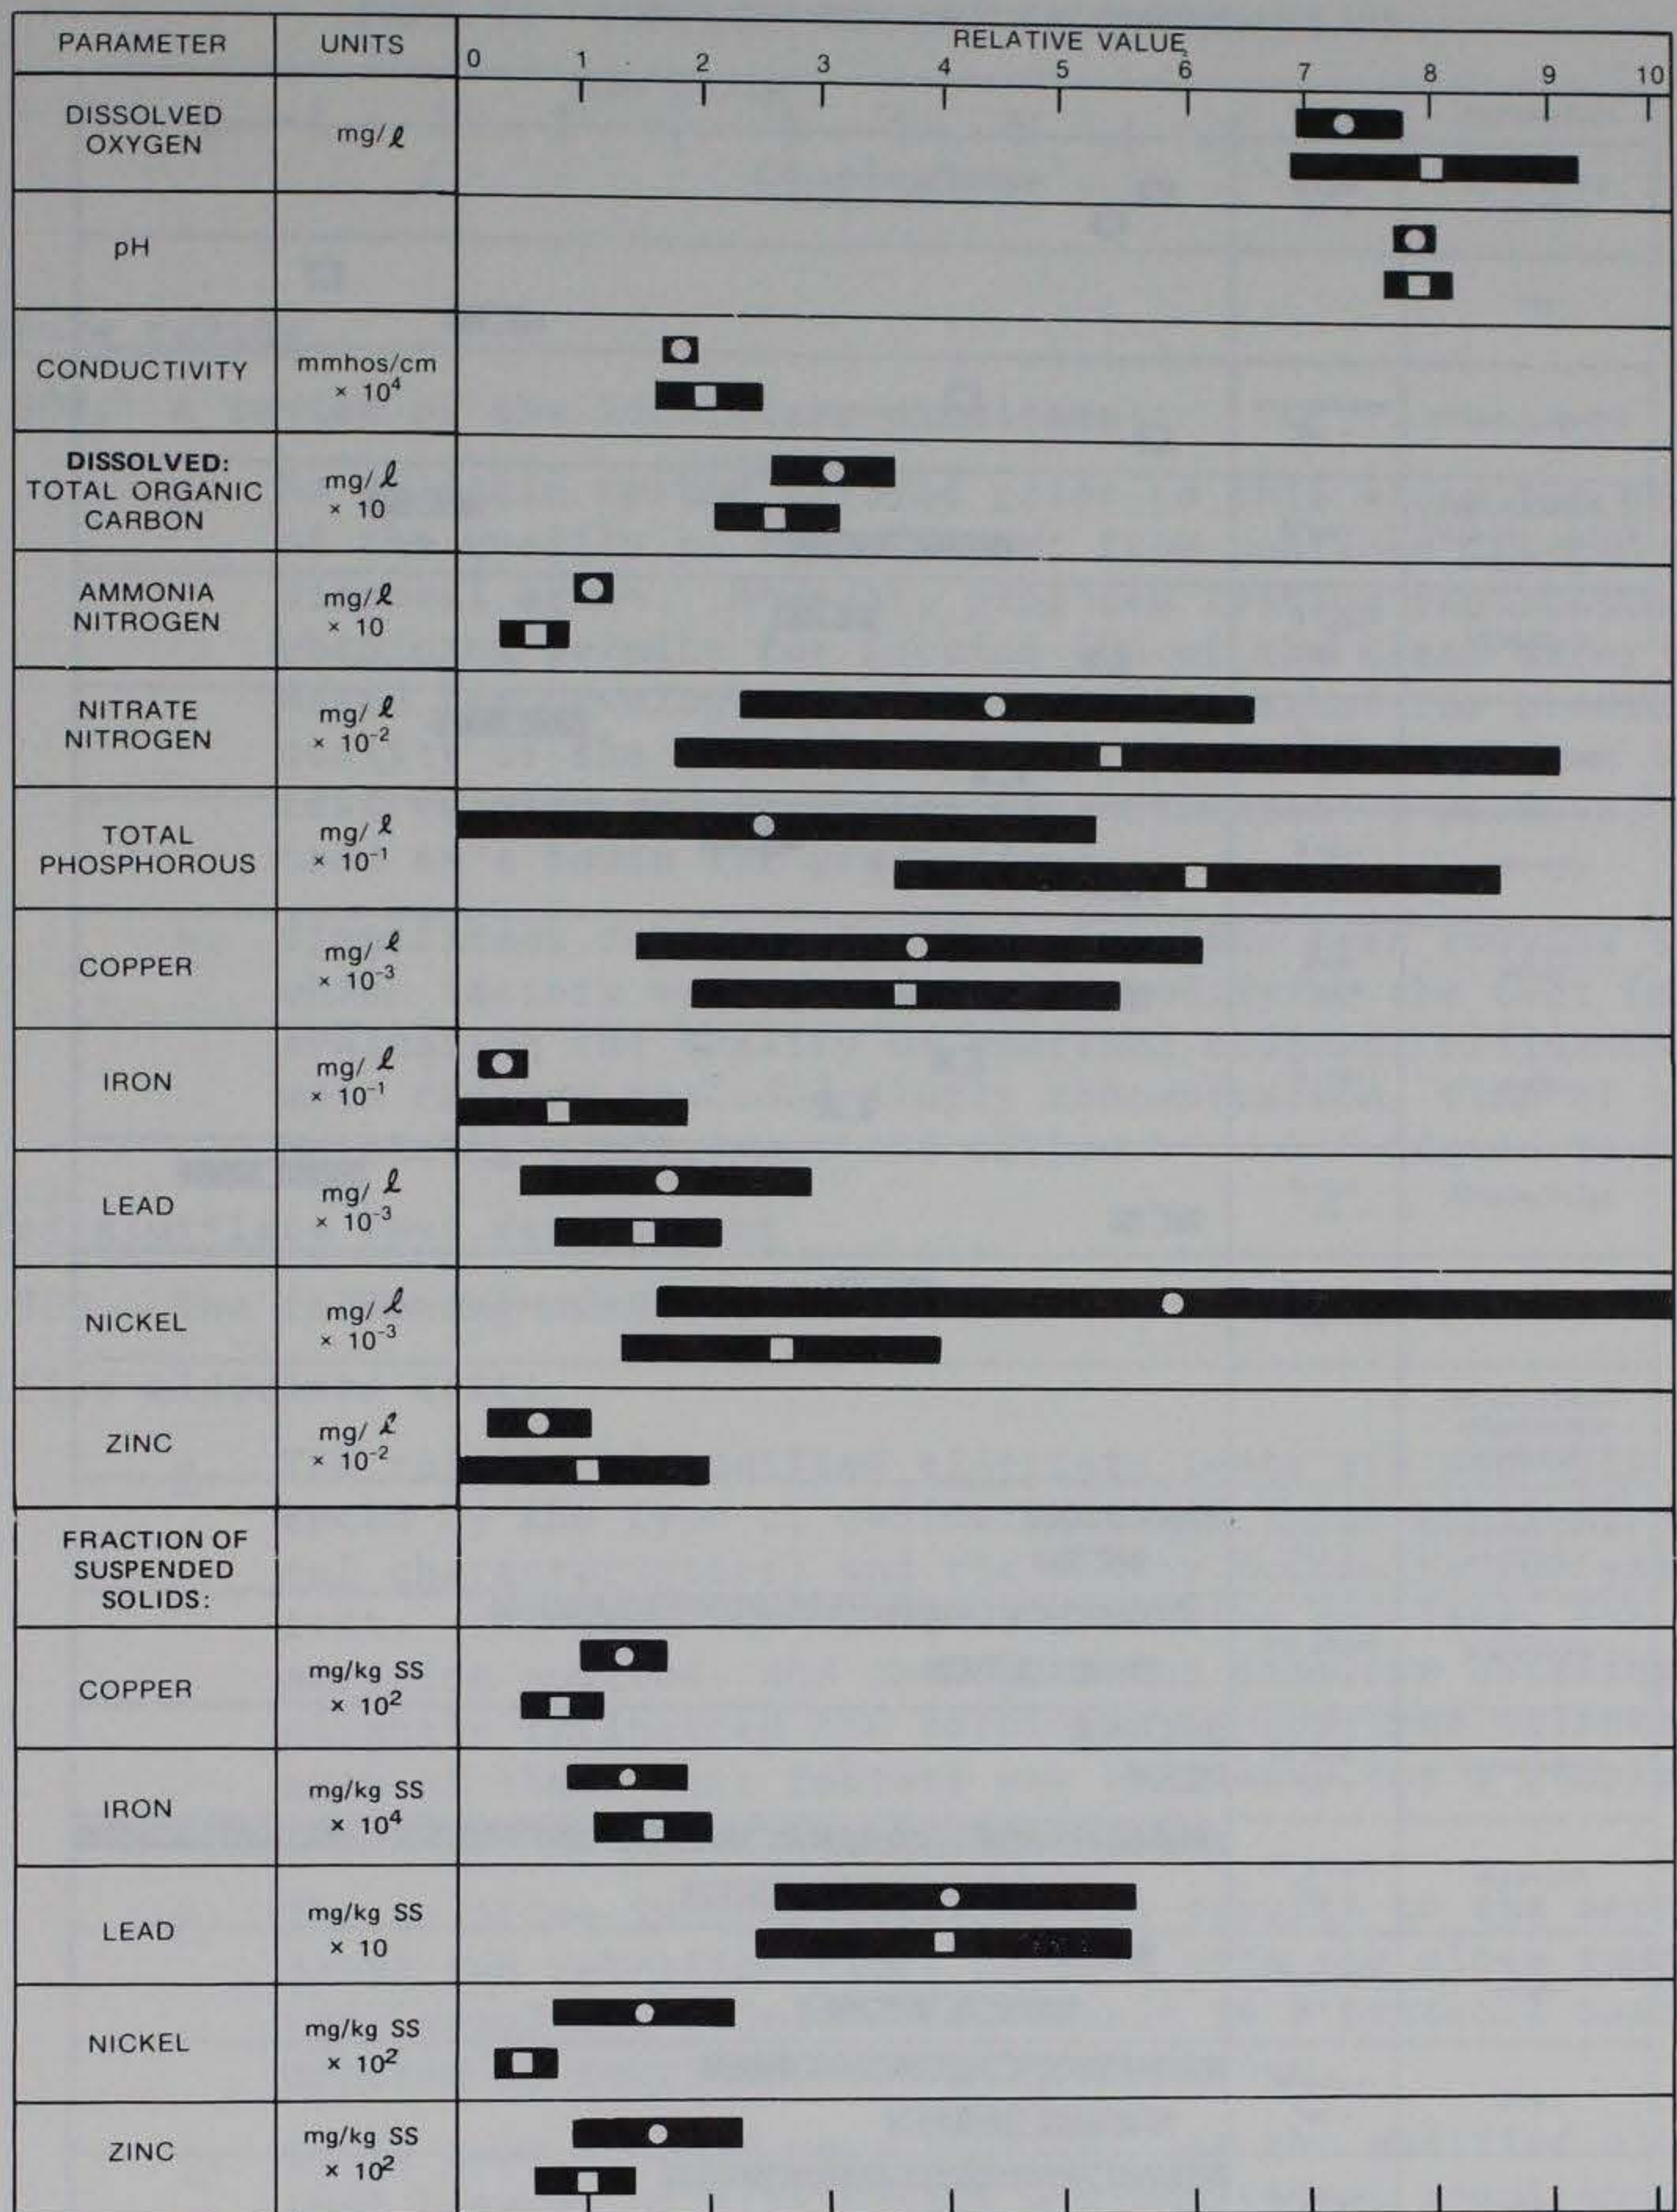 PARAMETER UNITS RELATIVE VALUE
0 1 2 3 4 5 6 7 8 9 10
DISSOLVED
OXYGEN
mg/ℓ
pH
CONDUCTIVITY
mmhos/cm
× 10⁴
DISSOLVED:
TOTAL ORGANIC
CARBON
mg/ℓ
× 10
AMMONIA
NITROGEN
mg/ℓ
× 10
NITRATE
NITROGEN
mg/ℓ
× 10⁻²
TOTAL
PHOSPHOROUS
mg/ℓ
× 10⁻¹
COPPER
mg/ℓ
× 10⁻³
IRON
mg/ℓ
× 10⁻¹
LEAD
mg/ℓ
× 10⁻³
NICKEL
mg/ℓ
× 10⁻³
ZINC
mg/ℓ
× 10⁻²
FRACTION OF
SUSPENDED
SOLIDS:
COPPER
mg/kg SS
× 10²
IRON
mg/kg SS
× 10⁴
LEAD
mg/kg SS
× 10
NICKEL
mg/kg SS
× 10²
ZINC
mg/kg SS
× 10²